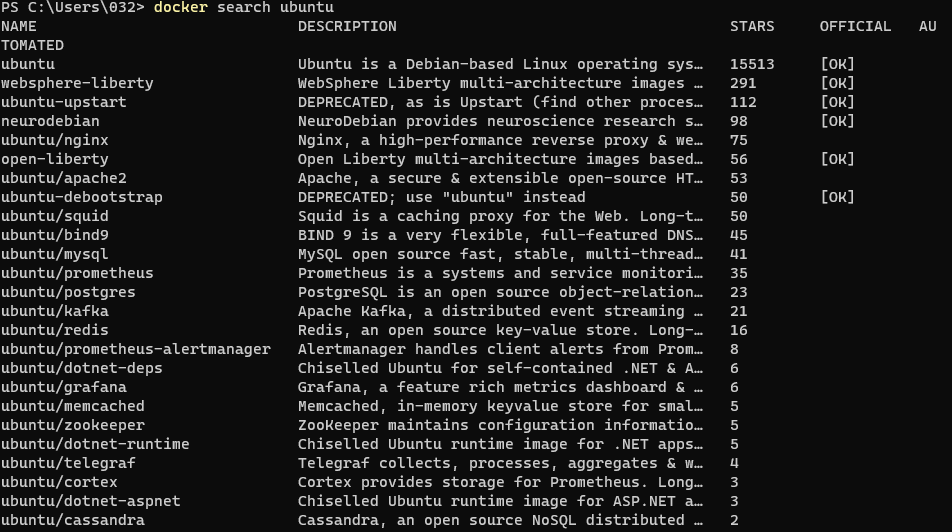 PS C:\Users\032> docker search ubuntu
NAME DESCRIPTION STARS OFFICIAL AU
TOMATED
ubuntu Ubuntu is a Debian-based Linux operating sys… 15513 [OK]
websphere-liberty WebSphere Liberty multi-architecture images … 291 [OK]
ubuntu-upstart DEPRECATED, as is Upstart (find other proces… 112 [OK]
neurodebian NeuroDebian provides neuroscience research s… 98 [OK]
ubuntu/nginx Nginx, a high-performance reverse proxy & we… 75
open-liberty Open Liberty multi-architecture images based… 56 [OK]
ubuntu/apache2 Apache, a secure & extensible open-source HT… 53
ubuntu-debootstrap DEPRECATED; use "ubuntu" instead 50 [OK]
ubuntu/squid Squid is a caching proxy for the Web. Long-t… 50
ubuntu/bind9 BIND 9 is a very flexible, full-featured DNS… 45
ubuntu/mysql MySQL open source fast, stable, multi-thread… 41
ubuntu/prometheus Prometheus is a systems and service monitori… 35
ubuntu/postgres PostgreSQL is an open source object-relation… 23
ubuntu/kafka Apache Kafka, a distributed event streaming … 21
ubuntu/redis Redis, an open source key-value store. Long-… 16
ubuntu/prometheus-alertmanager Alertmanager handles client alerts from Prom… 8
ubuntu/dotnet-deps Chiselled Ubuntu for self-contained .NET & A… 6
ubuntu/grafana Grafana, a feature rich metrics dashboard & … 6
ubuntu/memcached Memcached, in-memory keyvalue store for smal… 5
ubuntu/zookeeper ZooKeeper maintains configuration informatio… 5
ubuntu/dotnet-runtime Chiselled Ubuntu runtime image for .NET apps… 5
ubuntu/telegraf Telegraf collects, processes, aggregates & w… 4
ubuntu/cortex Cortex provides storage for Prometheus. Long… 3
ubuntu/dotnet-aspnet Chiselled Ubuntu runtime image for ASP.NET a… 3
ubuntu/cassandra Cassandra, an open source NoSQL distributed … 2